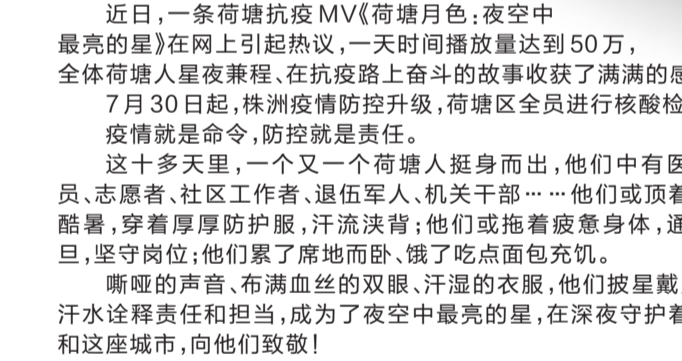 近日,一条荷塘抗疫MV《荷塘月色:夜空中
最亮的星》在网上引起热议,一天时间播放量达到50万,
全体荷塘人星夜兼程、在抗疫路上奋斗的故事收获了满满的感
7月30日起,株洲疫情防控升级,荷塘区全员进行核酸检
疫情就是命令,防控就是责任。
这十多天里,一个又一个荷塘人挺身而出,他们中有医
员、志愿者、社区工作者、退伍军人、机关干部……他们或顶着
酷暑,穿着厚厚防护服,汗流浃背;他们或拖着疲惫身体,通
旦,坚守岗位;他们累了席地而卧、饿了吃点面包充饥。
嘶哑的声音、布满血丝的双眼、汗湿的衣服,他们披星戴
汗水诠释责任和担当,成为了夜空中最亮的星,在深夜守护着
和这座城市,向他们致敬!